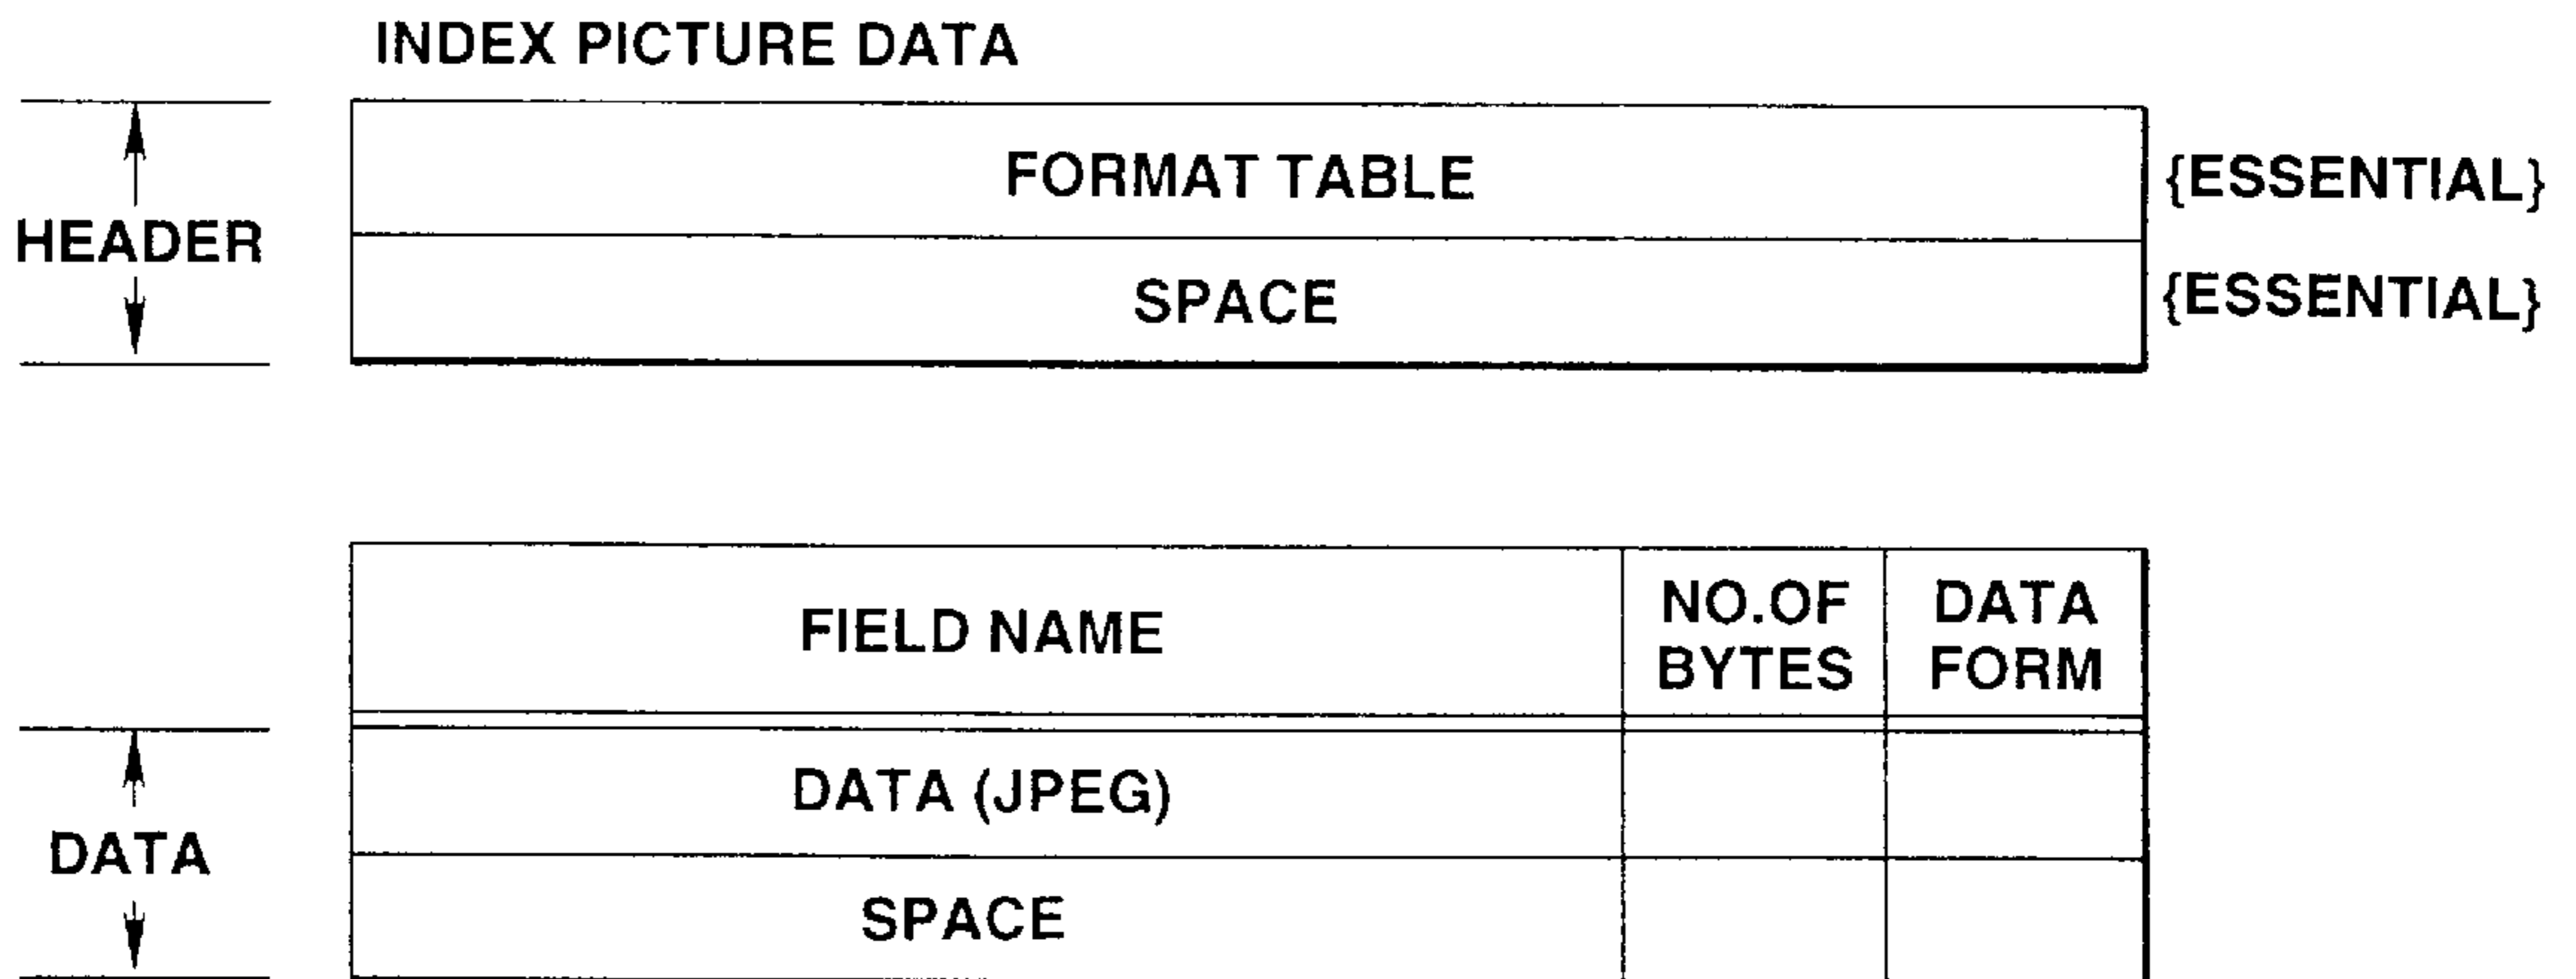 INDEX PICTURE DATA
FORMAT TABLE {ESSENTIAL}
HEADER
SPACE {ESSENTIAL}
FIELD NAME
NO.OF
BYTES
DATA
FORM
DATA (JPEG)
DATA
SPACE